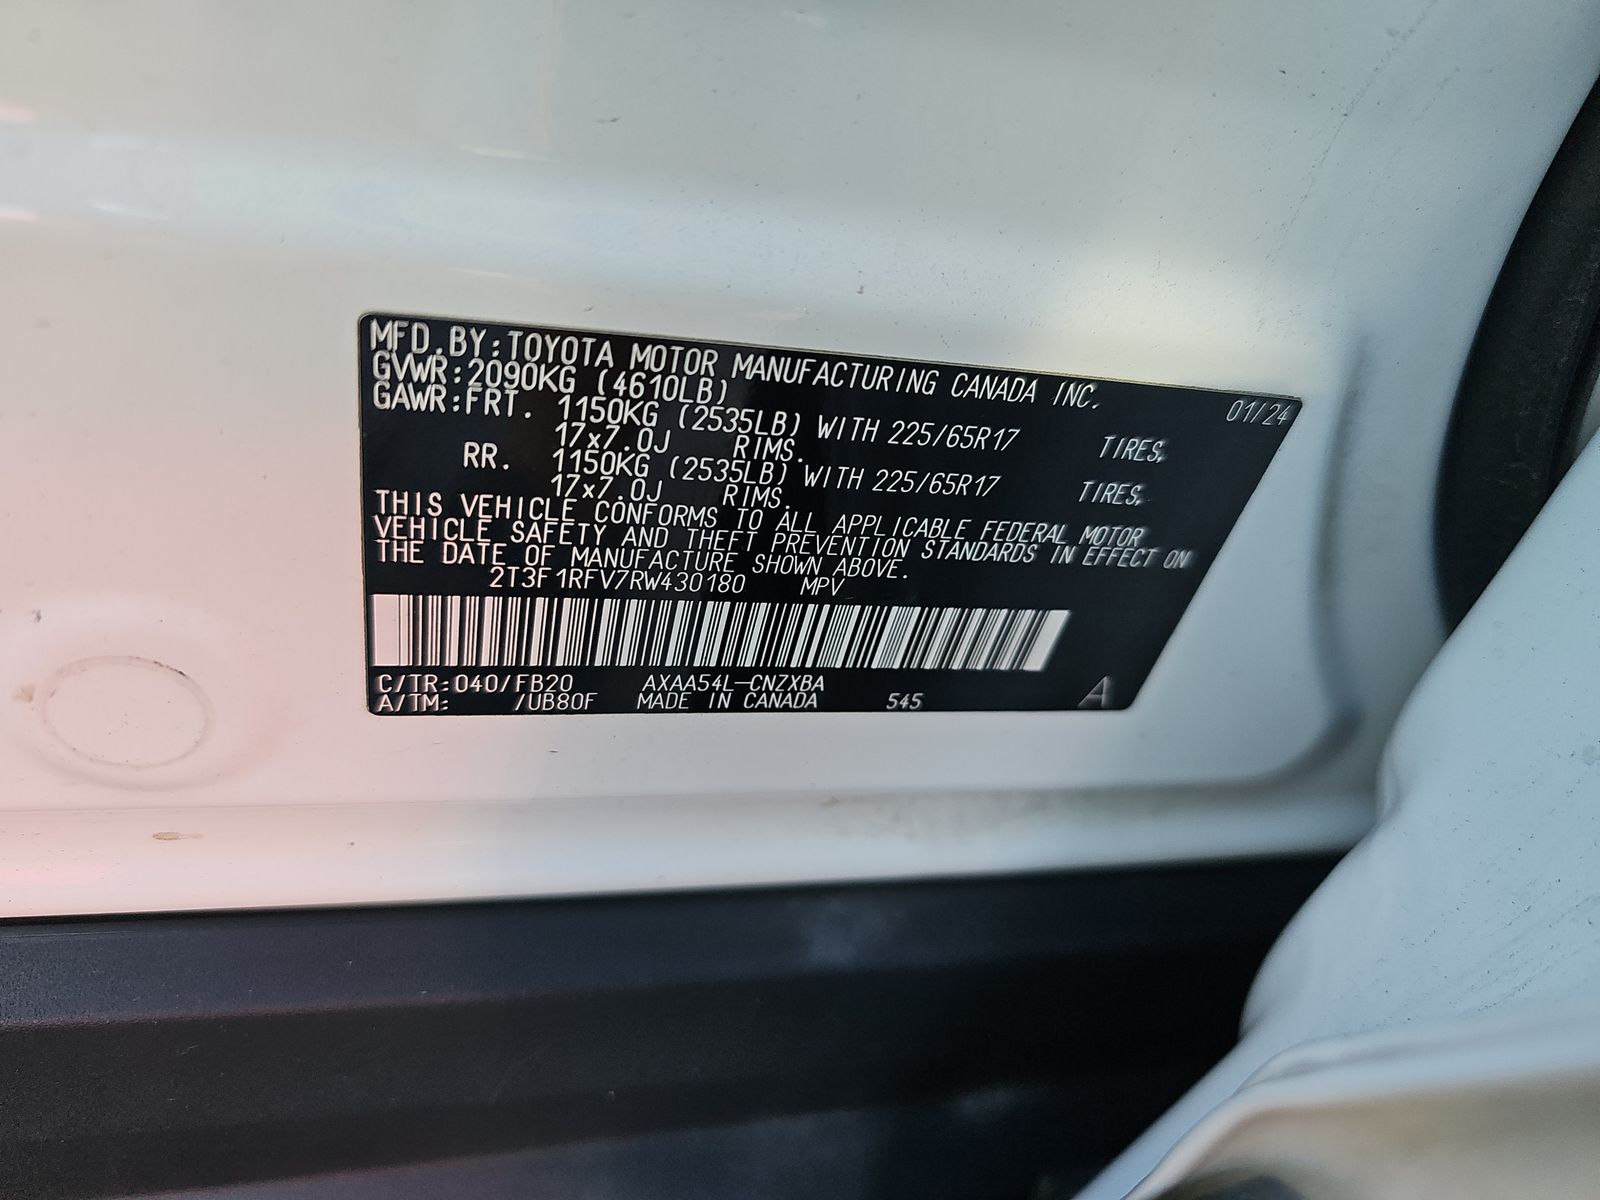 MFD. BY: TOYOTA MOTOR MANUFACTURING CANADA INC. 01/24
GVWR: 2090KG (4610LB)
GAWR: FRT. 1150KG (2535LB) WITH 225/65R17 TIRES,
17x7.0J RIMS.
RR. 1150KG (2535LB) WITH 225/65R17 TIRES,
17x7.0J RIMS.
THIS VEHICLE CONFORMS TO ALL APPLICABLE FEDERAL MOTOR
VEHICLE SAFETY AND THEFT PREVENTION STANDARDS IN EFFECT ON
THE DATE OF MANUFACTURE SHOWN ABOVE.
2T3F1RFV7RW430180 MPV
C/TR: 040/FB20 AXAA54L-CNZXBA
A/TM: /UB80F MADE IN CANADA 545 A